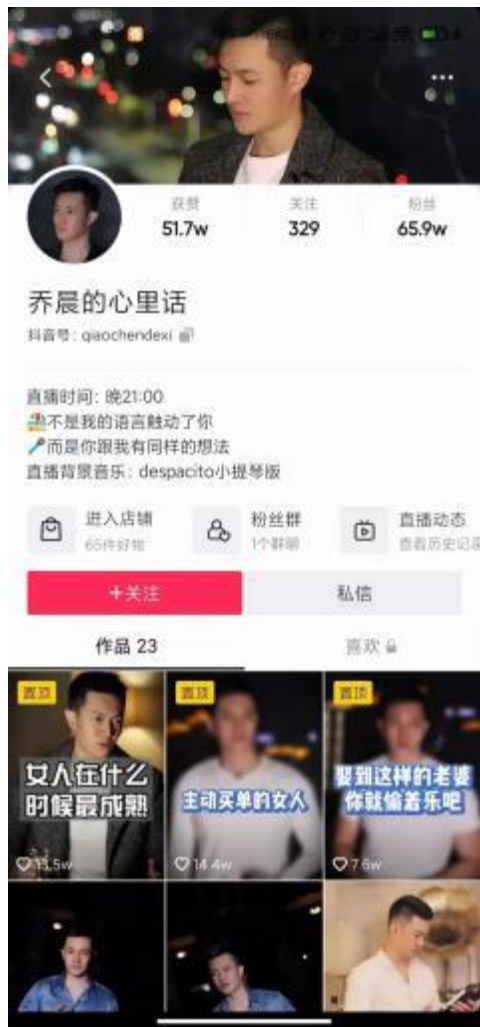 获赞 关注 粉丝
51.7w 329 65.9w
乔晨的心里话
抖音号: qiaochendexi
直播时间: 晚21:00
不是我的语言触动了你
而是你跟我有同样的想法
直播背景音乐: despacito小提琴版
进入店铺 粉丝群 直播动态
65件好物 1个群聊 查看历史记录
+关注 私信
作品 23 喜欢
置顶 置顶 置顶
女人在什么
时候最成熟
主动买单的女人
娶到这样的老婆
你就偷着乐吧
13.5w 14.4w 7.6w